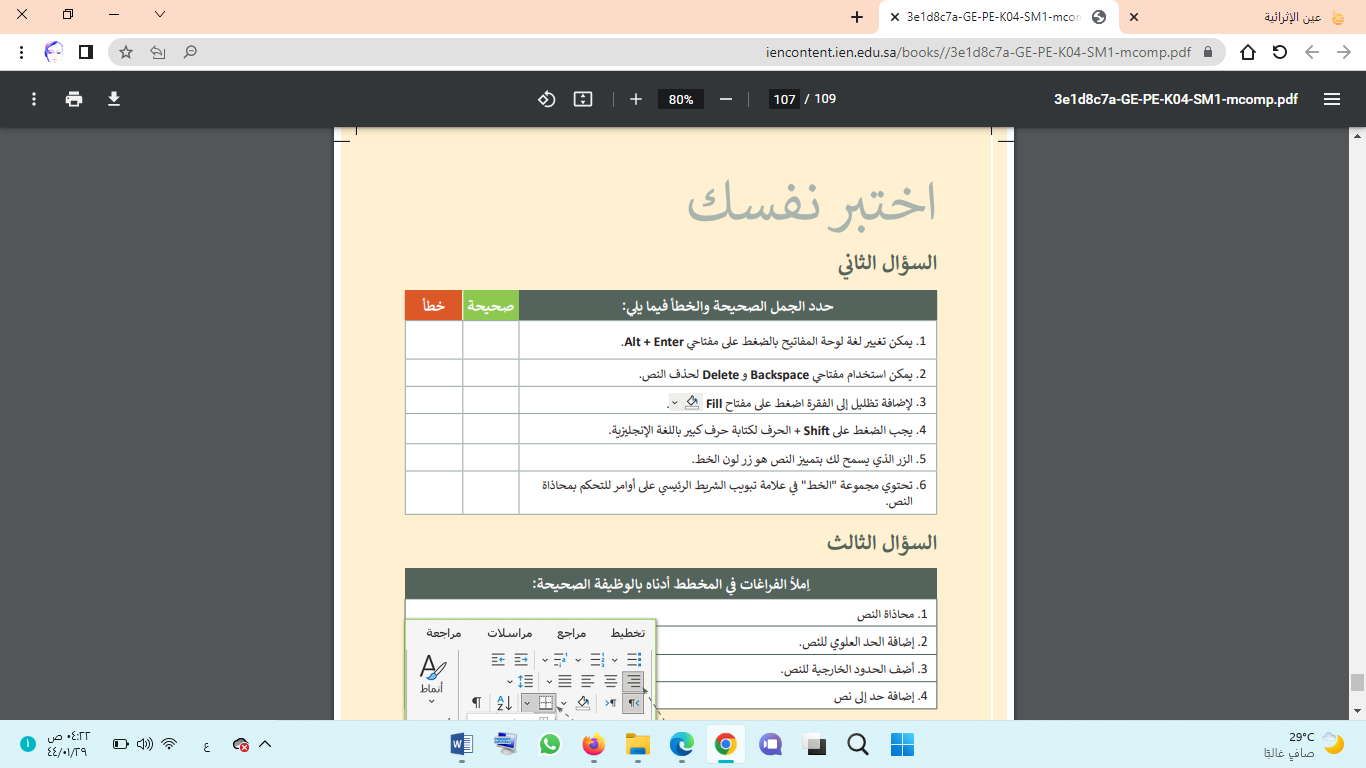 عين الإثرائية
3e1d8c7a-GE-PE-K04-SM1-mcom
iencontent.ien.edu.sa/books//3e1d8c7a-GE-PE-K04-SM1-mcomp.pdf
3e1d8c7a-GE-PE-K04-SM1-mcomp.pdf
107 / 109
80%
اختبر نفسك
السؤال الثاني
حدد الجمل الصحيحة والخطأ فيما يلي: صحيحة خطأ
1. يمكن تغيير لغة لوحة المفاتيح بالضغط على مفتاحي Alt + Enter.
2. يمكن استخدام مفتاحي Backspace و Delete لحذف النص.
3. لإضافة تظليل إلى الفقرة اضغط على مفتاح Fill .
4. يجب الضغط على Shift + الحرف لكتابة حرف كبير باللغة الإنجليزية.
5. الزر الذي يسمح لك بتمييز النص هو زر لون الخط.
6. تحتوي مجموعة "الخط" في علامة تبويب الشريط الرئيسي على أوامر للتحكم بمحاذاة
النص.
السؤال الثالث
إملأ الفراغات في المخطط أدناه بالوظيفة الصحيحة:
1. محاذاة النص
2. إضافة الحد العلوي للنص.
3. أضف الحدود الخارجية للنص.
4. إضافة حد إلى نص
تخطيط مراجع مراسلات مراجعة
أنماط
29°C
صافٍ غالبًا
ع
٠٤:٢٢ ص
٤٤/٠١/٢٩